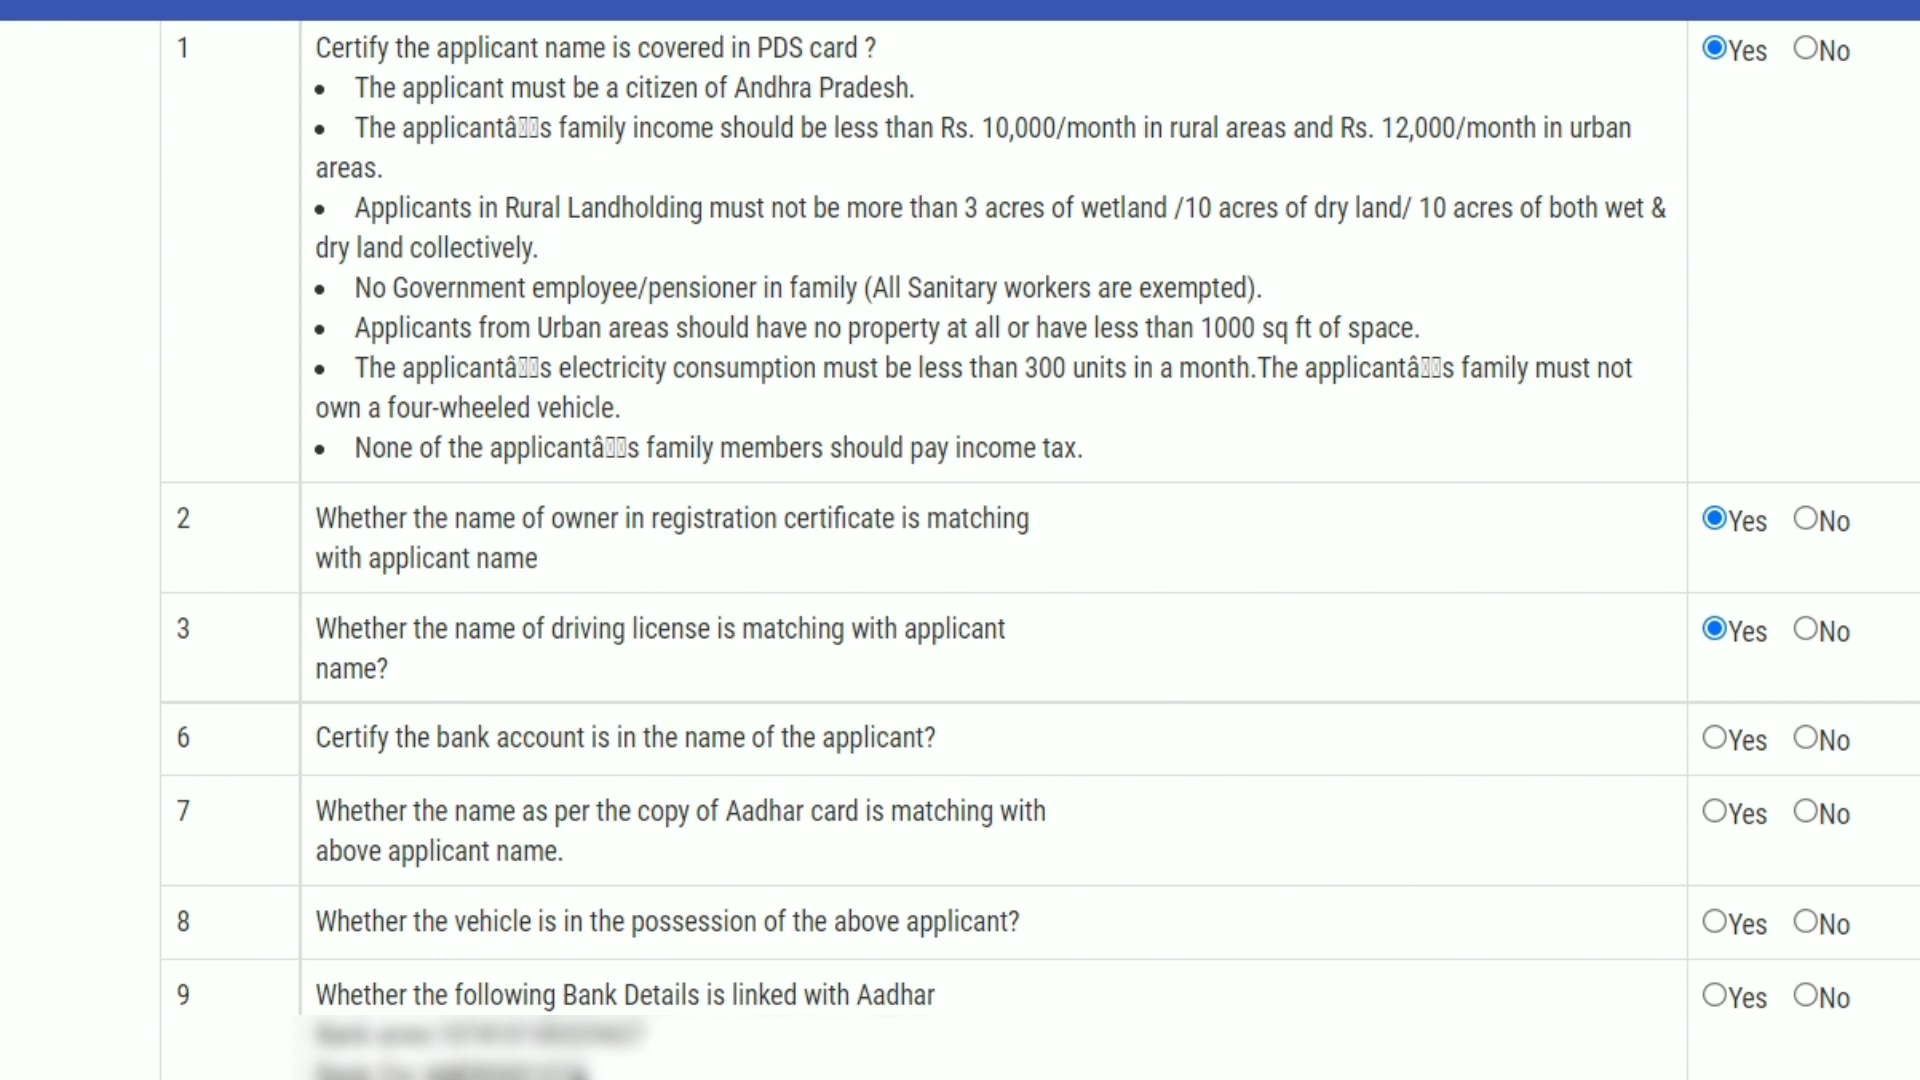 1 Certify the applicant name is covered in PDS card ? Yes No
• The applicant must be a citizen of Andhra Pradesh.
• The applicantâ▯▯s family income should be less than Rs. 10,000/month in rural areas and Rs. 12,000/month in urban
areas.
• Applicants in Rural Landholding must not be more than 3 acres of wetland /10 acres of dry land/ 10 acres of both wet &
dry land collectively.
• No Government employee/pensioner in family (All Sanitary workers are exempted).
• Applicants from Urban areas should have no property at all or have less than 1000 sq ft of space.
• The applicantâ▯▯s electricity consumption must be less than 300 units in a month.The applicantâ▯▯s family must not
own a four-wheeled vehicle.
• None of the applicantâ▯▯s family members should pay income tax.
2 Whether the name of owner in registration certificate is matching Yes No
with applicant name
3 Whether the name of driving license is matching with applicant Yes No
name?
6 Certify the bank account is in the name of the applicant? Yes No
7 Whether the name as per the copy of Aadhar card is matching with Yes No
above applicant name.
8 Whether the vehicle is in the possession of the above applicant? Yes No
9 Whether the following Bank Details is linked with Aadhar Yes No